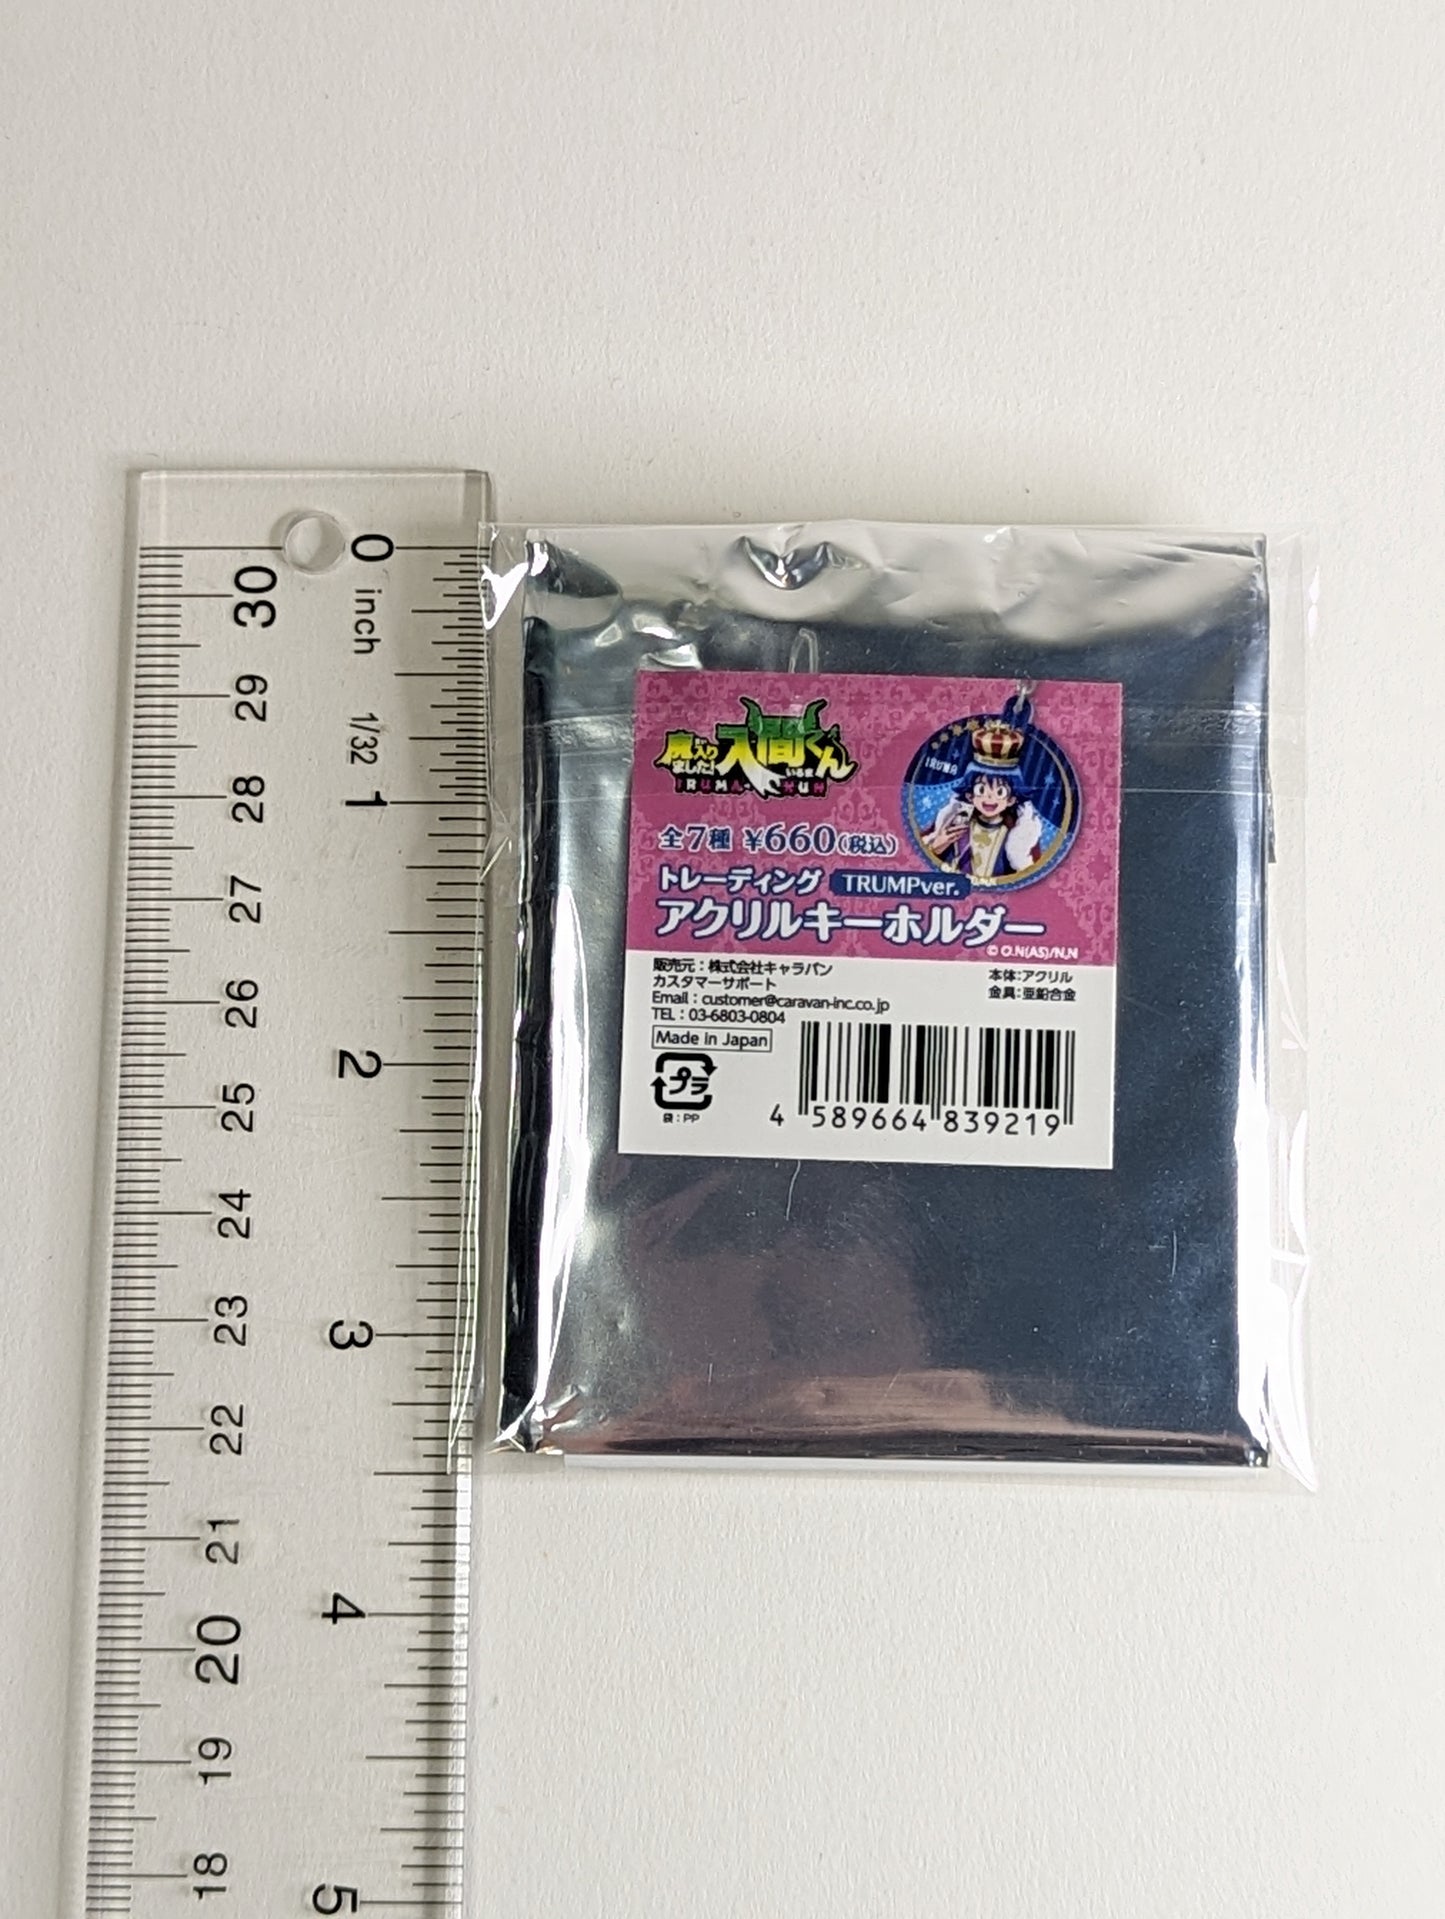 0 inch 1/32
1
2
3
4
5
30
29
28
27
26
25
24
23
22
21
20
19
18
魔入り
ました!
入間くん
いるま
IRUMA-KUN
IRUMA
全7種 ¥660(税込)
トレーディング TRUMPver.
アクリルキーホルダー
© O.N(AS)/N,N
販売元:株式会社キャラバン
カスタマーサポート
Email : customer@caravan-inc.co.jp
TEL : 03-6803-0804
本体:アクリル
金具:亜鉛合金
Made in Japan
プラ
袋:PP
4 589664 839219